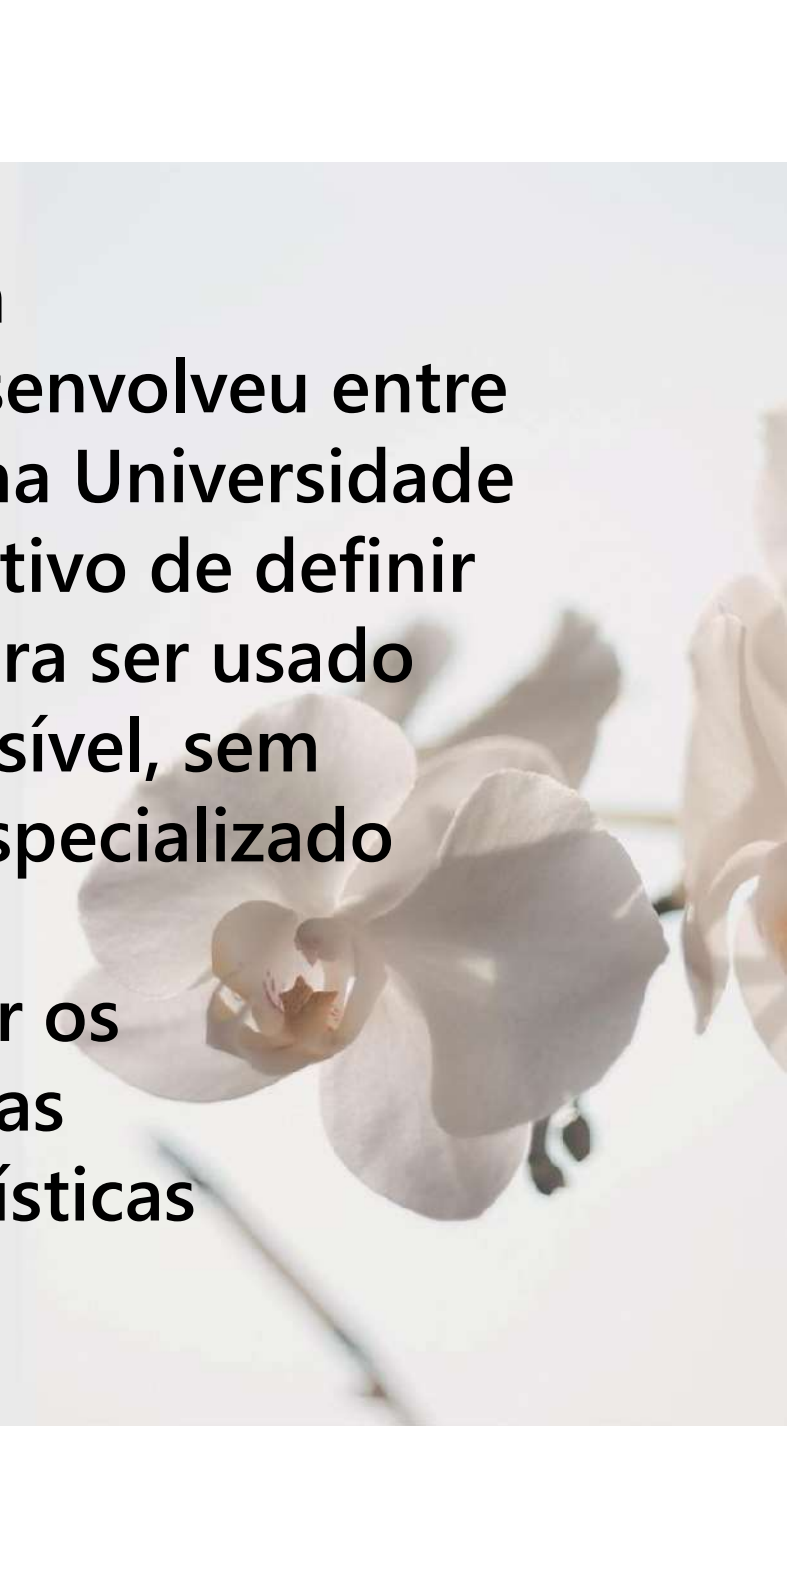 senvolveu entre
na Universidade
tivo de definir
ra ser usado
sível, sem
specializado
r os
as
ísticas